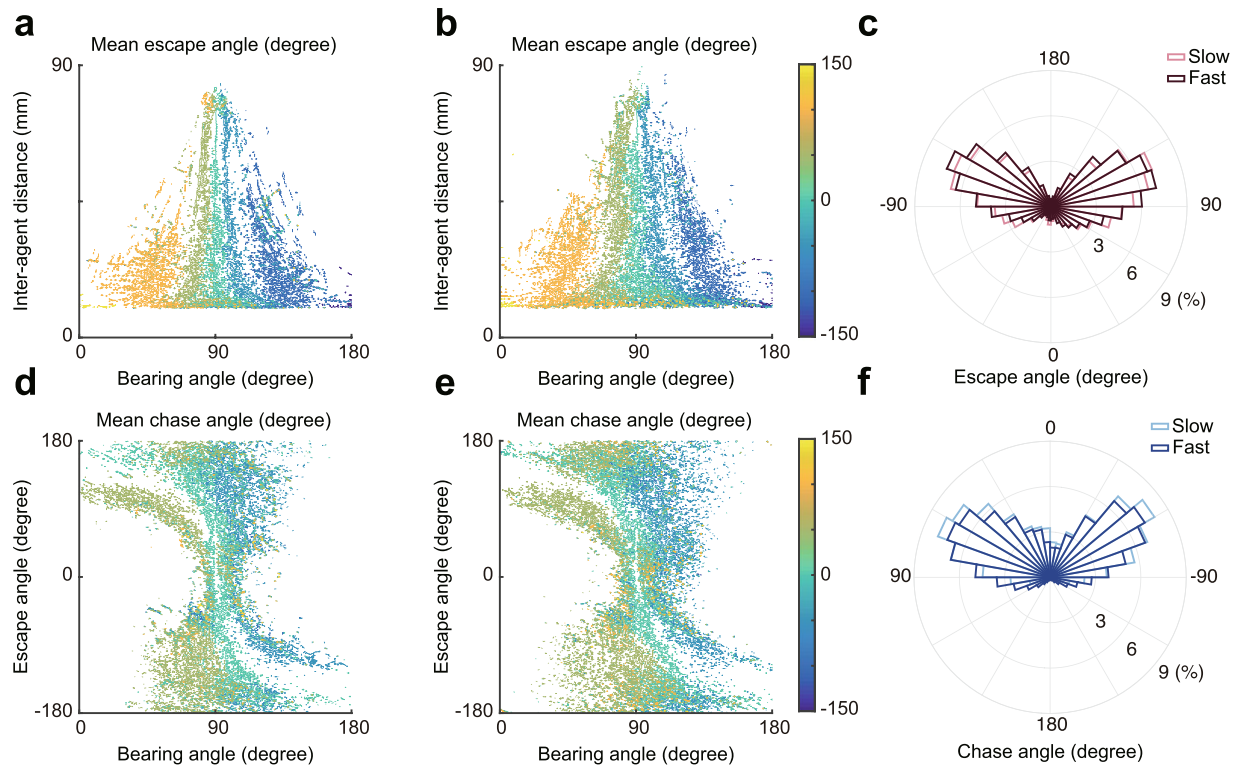 a
Mean escape angle (degree)
90
Inter-agent distance (mm)
0
0
90
180
Bearing angle (degree)
b
Mean escape angle (degree)
90
Inter-agent distance (mm)
0
0
90
180
Bearing angle (degree)
150
0
-150
c
Slow
Fast
180
-90
90
3
6
9 (%)
0
Escape angle (degree)
d
Mean chase angle (degree)
180
Escape angle (degree)
0
-180
0
90
180
Bearing angle (degree)
e
Mean chase angle (degree)
180
Escape angle (degree)
0
-180
0
90
180
Bearing angle (degree)
150
0
-150
f
Slow
Fast
0
90
-90
3
6
9 (%)
180
Chase angle (degree)